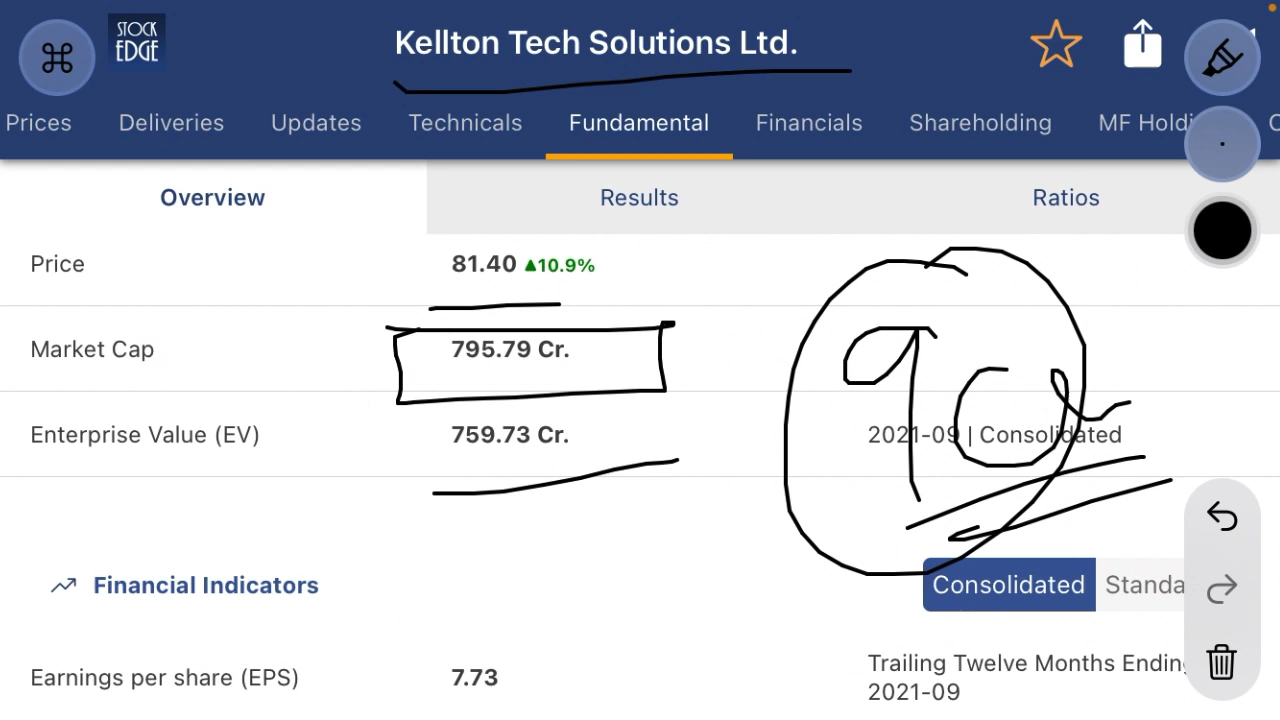 STOCK
EDGE
Kellton Tech Solutions Ltd.
Prices Deliveries Updates Technicals Fundamental Financials Shareholding MF Holdi
Overview Results Ratios
Price 81.40 ▲10.9%
Market Cap 795.79 Cr.
Enterprise Value (EV) 759.73 Cr. 2021-09 | Consolidated
Financial Indicators Consolidated Standa
Earnings per share (EPS) 7.73 Trailing Twelve Months Ending
2021-09